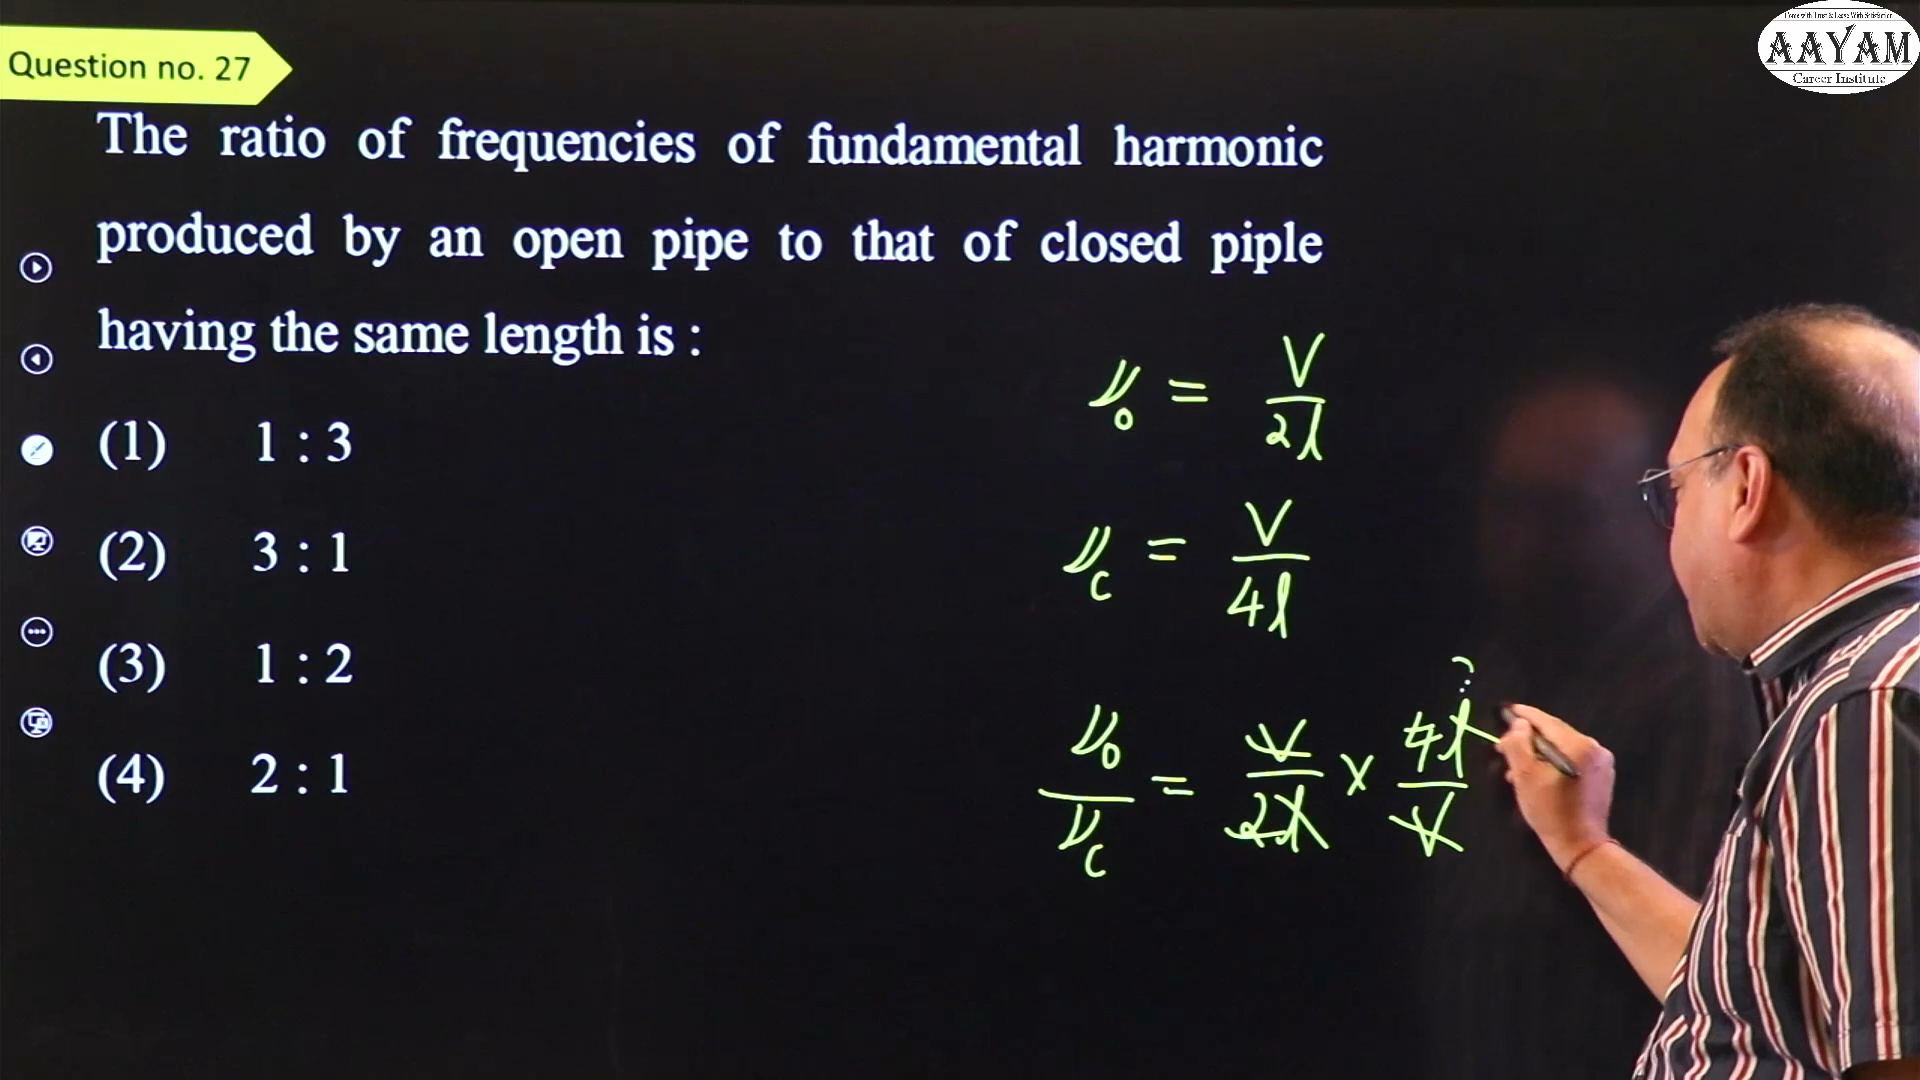 Question no. 27
AAYAM
Career Institute
The ratio of frequencies of fundamental harmonic
produced by an open pipe to that of closed piple
having the same length is :
(1) 1 : 3
(2) 3 : 1
(3) 1 : 2
(4) 2 : 1
ν₀ = V/2l
ν_c = V/4l
ν₀/ν_c = V/2l × 4l/V